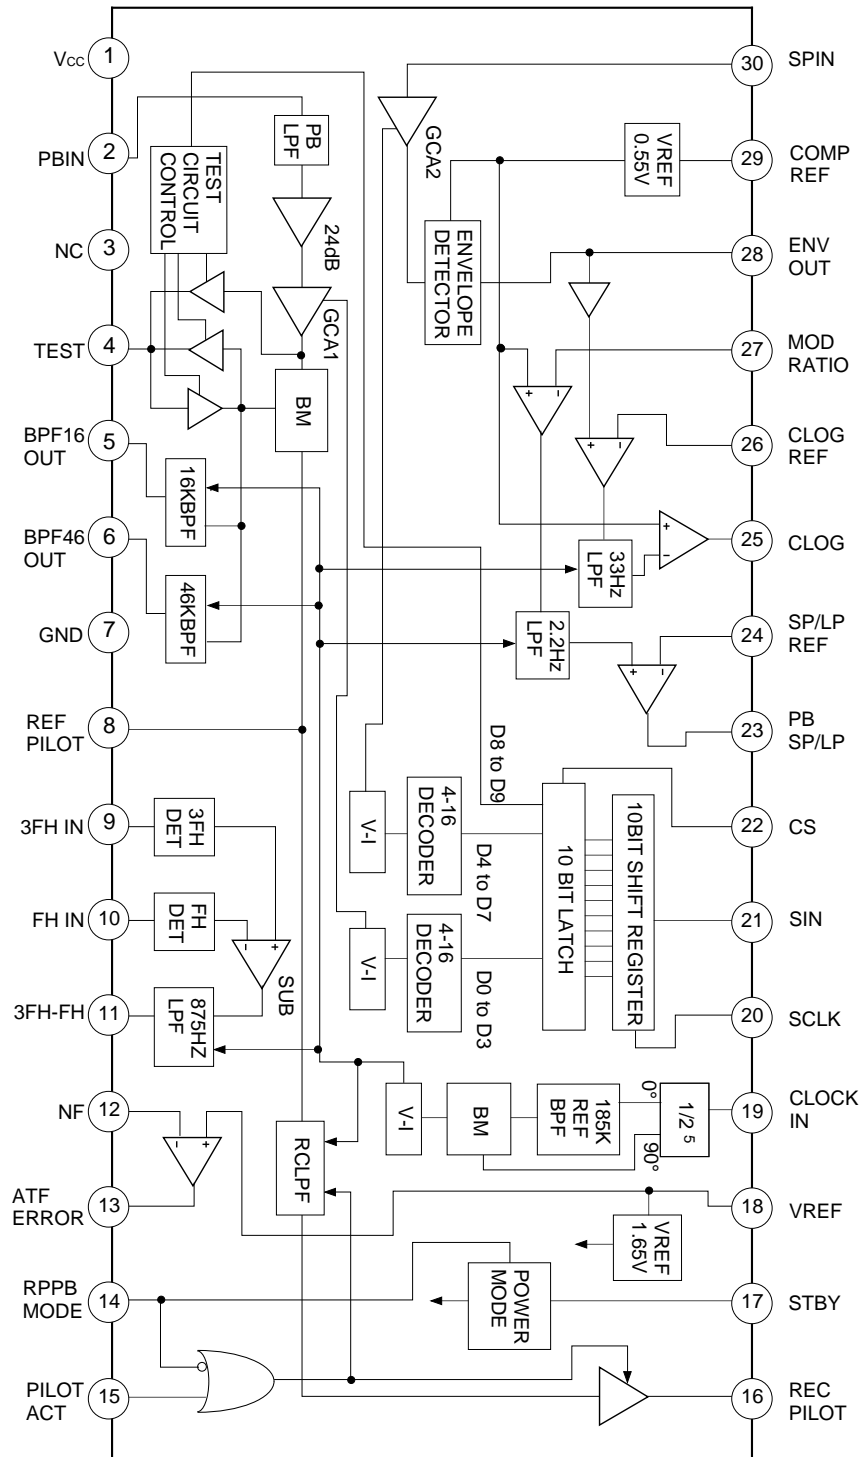 Vcc
1
PBIN
2
NC
3
TEST
4
BPF16
OUT
5
BPF46
OUT
6
GND
7
REF
PILOT
8
3FH IN
9
FH IN
10
3FH-FH
11
NF
12
ATF
ERROR
13
RPPB
MODE
14
PILOT
ACT
15
30
SPIN
29
COMP
REF
28
ENV
OUT
27
MOD
RATIO
26
CLOG
REF
25
CLOG
24
SP/LP
REF
23
PB
SP/LP
22
CS
21
SIN
20
SCLK
19
CLOCK
IN
18
VREF
17
STBY
16
REC
PILOT
TEST
CIRCUIT
CONTROL
PB
LPF
24dB
GCA1
BM
16KBPF
46KBPF
GCA2
ENVELOPE
DETECTOR
VREF
0.55V
+
−
+
−
+
−
33Hz
LPF
2.2Hz
LPF
+
−
D8 to D9
V-I
4-16
DECODER
D4 to D7
10 BIT LATCH
10BIT SHIFT REGISTER
V-I
4-16
DECODER
D0 to D3
3FH
DET
FH
DET
−
+
SUB
875HZ
LPF
V-I
BM
185K
REF
BPF
0°
90°
1/2 5
−
+
RCLPF
VREF
1.65V
POWER
MODE